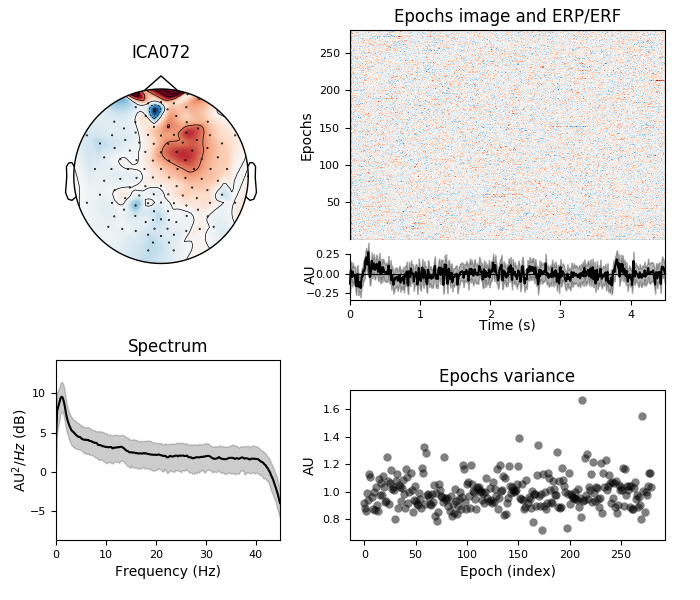 ICA072
Epochs image and ERP/ERF
Epochs
250
200
150
100
50
AU
0.25
0.00
−0.25
0 1 2 3 4
Time (s)
Spectrum
AU²/Hz (dB)
10
5
0
−5
0 10 20 30 40
Frequency (Hz)
Epochs variance
AU
1.6
1.4
1.2
1.0
0.8
0 50 100 150 200 250
Epoch (index)